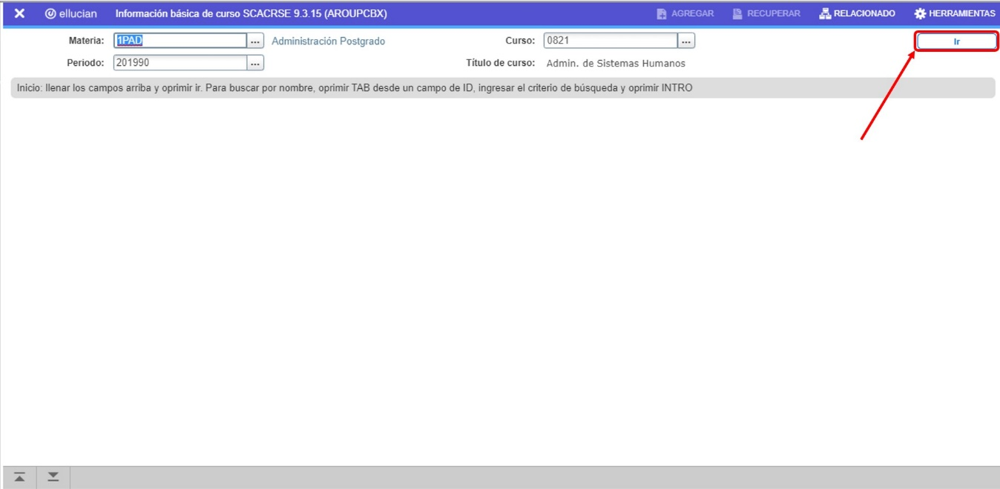 ✕ ellucian Información básica de curso SCACRSE 9.3.15 (AROUPCBX) AGREGAR RECUPERAR RELACIONADO HERRAMIENTAS
Materia: 1PAD ... Administración Postgrado Curso: 0821 ... Ir
Periodo: 201990 ... Título de curso: Admin. de Sistemas Humanos
Inicio: llenar los campos arriba y oprimir ir. Para buscar por nombre, oprimir TAB desde un campo de ID, ingresar el criterio de búsqueda y oprimir INTRO